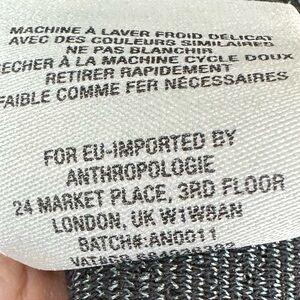 MACHINE À LAVER FROID DÉLICAT
AVEC DES COULEURS SIMILAIRES
NE PAS BLANCHIR
SÉCHER À LA MACHINE CYCLE DOUX
RETIRER RAPIDEMENT
FAIBLE COMME FER NÉCESSAIRES
FOR EU-IMPORTED BY
ANTHROPOLOGIE
24 MARKET PLACE, 3RD FLOOR
LONDON, UK W1W8AN
BATCH#:AN0011